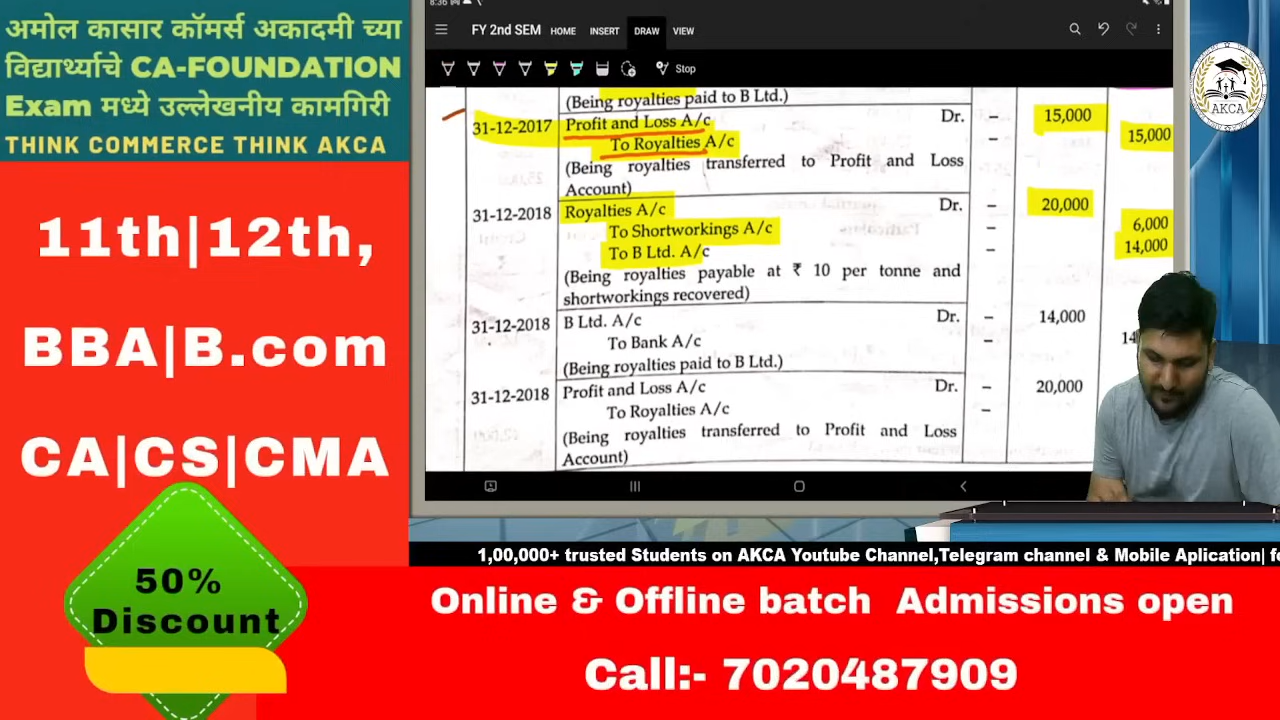 अमोल कासार कॉमर्स अकादमी च्या
विद्यार्थ्याचे CA-FOUNDATION
Exam मध्ये उल्लेखनीय कामगिरी
THINK COMMERCE THINK AKCA
11th|12th,
BBA|B.com
CA|CS|CMA
50%
Discount
8:36
FY 2nd SEM HOME INSERT DRAW VIEW
Stop
(Being royalties paid to B Ltd.)
31-12-2017 Profit and Loss A/c Dr. – 15,000
To Royalties A/c – 15,000
(Being royalties transferred to Profit and Loss
Account)
31-12-2018 Royalties A/c Dr. – 20,000
To Shortworkings A/c – 6,000
To B Ltd. A/c – 14,000
(Being royalties payable at ₹ 10 per tonne and
shortworkings recovered)
31-12-2018 B Ltd. A/c Dr. – 14,000
To Bank A/c –
(Being royalties paid to B Ltd.)
31-12-2018 Profit and Loss A/c Dr. – 20,000
To Royalties A/c –
(Being royalties transferred to Profit and Loss
Account)
AKCA
1,00,000+ trusted Students on AKCA Youtube Channel,Telegram channel & Mobile Aplication|
Online & Offline batch Admissions open
Call:- 7020487909